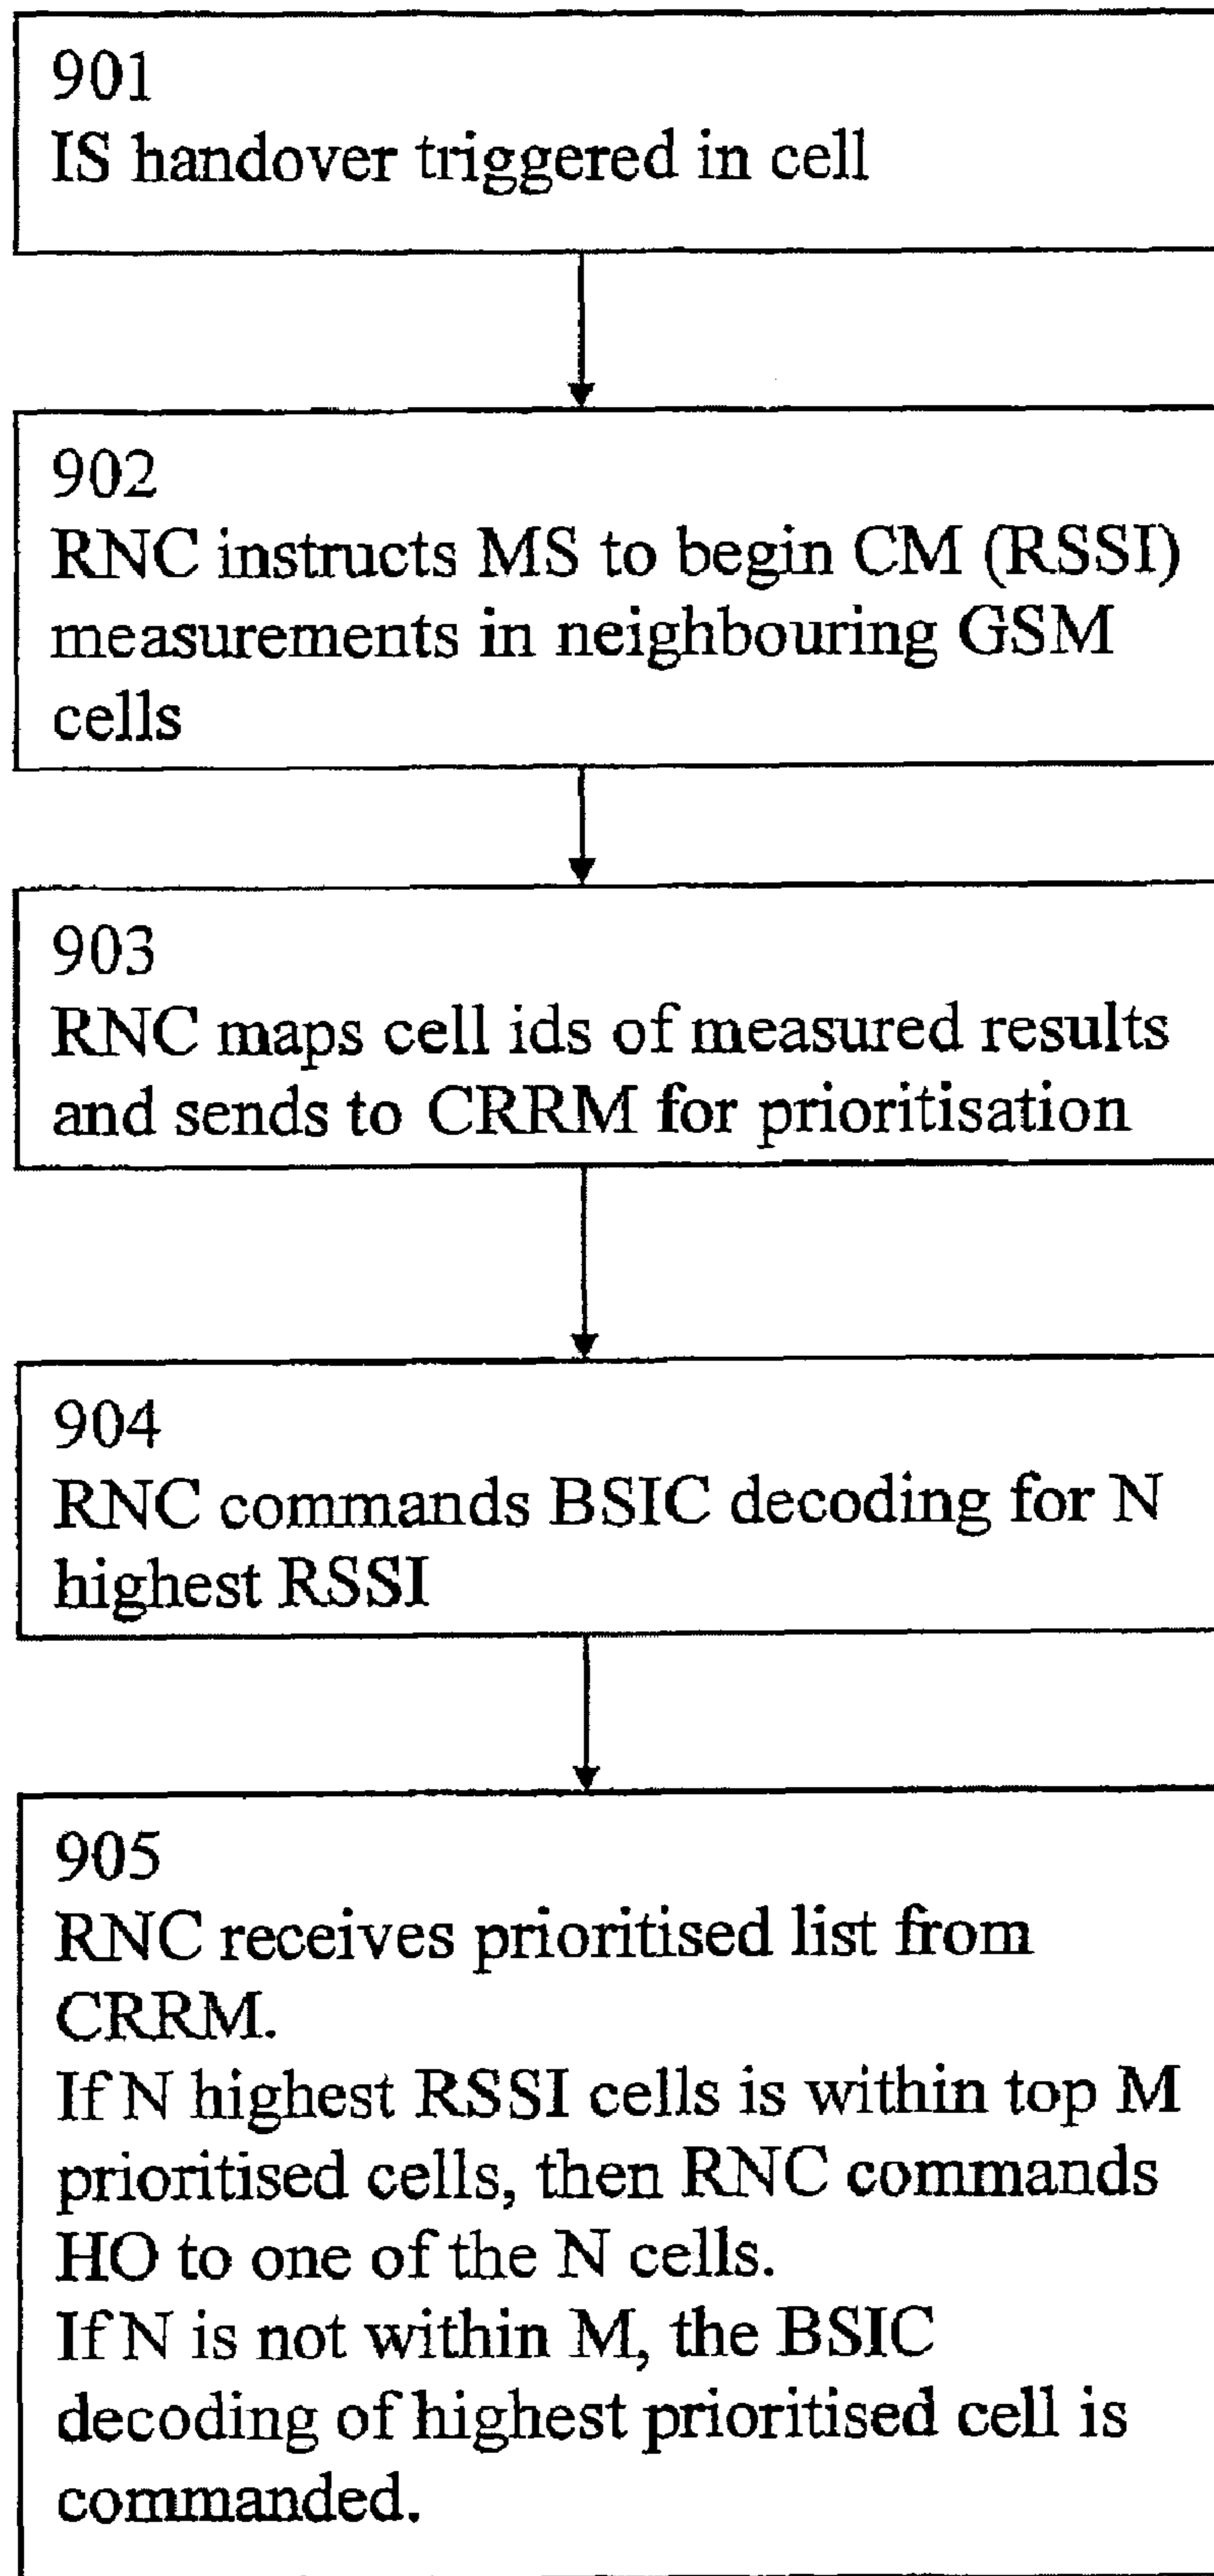 901
IS handover triggered in cell
902
RNC instructs MS to begin CM (RSSI)
measurements in neighbouring GSM
cells
903
RNC maps cell ids of measured results
and sends to CRRM for prioritisation
904
RNC commands BSIC decoding for N
highest RSSI
905
RNC receives prioritised list from
CRRM.
If N highest RSSI cells is within top M
prioritised cells, then RNC commands
HO to one of the N cells.
If N is not within M, the BSIC
decoding of highest prioritised cell is
commanded.